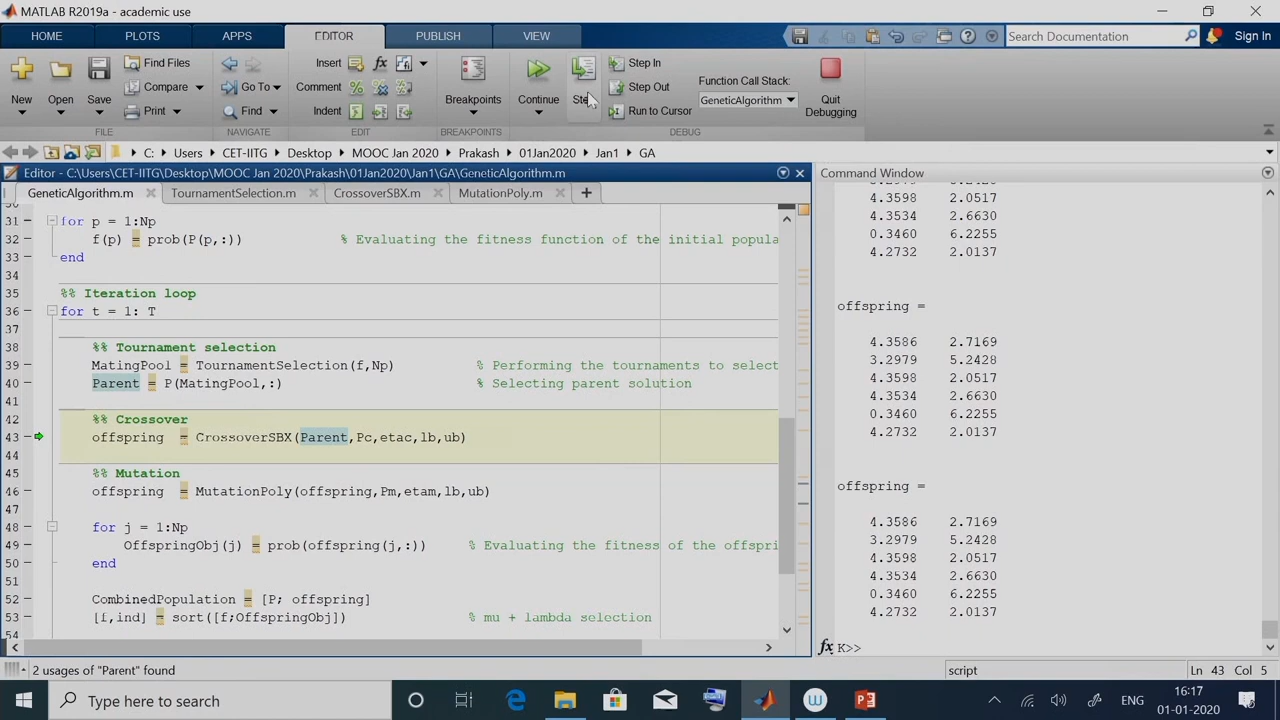 MATLAB R2019a - academic use
HOME PLOTS APPS EDITOR PUBLISH VIEW Search Documentation Sign In
New Open Save Find Files Compare Print
Go To Find
Insert Comment Indent
Breakpoints
Continue Step Step In Step Out Run to Cursor
Function Call Stack:
GeneticAlgorithm
Quit Debugging
FILE NAVIGATE EDIT BREAKPOINTS DEBUG
C: Users CET-IITG Desktop MOOC Jan 2020 Prakash 01Jan2020 Jan1 GA
Editor - C:\Users\CET-IITG\Desktop\MOOC Jan 2020\Prakash\01Jan2020\Jan1\GA\GeneticAlgorithm.m
GeneticAlgorithm.m TournamentSelection.m CrossoverSBX.m MutationPoly.m
31 for p = 1:Np
32 f(p) = prob(P(p,:)) % Evaluating the fitness function of the initial popula
33 end
34
35 %% Iteration loop
36 for t = 1: T
37
38 %% Tournament selection
39 MatingPool = TournamentSelection(f,Np) % Performing the tournaments to select
40 Parent = P(MatingPool,:) % Selecting parent solution
41
42 %% Crossover
43 offspring = CrossoverSBX(Parent,Pc,etac,lb,ub)
44
45 %% Mutation
46 offspring = MutationPoly(offspring,Pm,etam,lb,ub)
47
48 for j = 1:Np
49 OffspringObj(j) = prob(offspring(j,:)) % Evaluating the fitness of the offspri
50 end
51
52 CombinedPopulation = [P; offspring]
53 [f,ind] = sort([f;OffspringObj]) % mu + lambda selection
54
Command Window
4.3598 2.0517
4.3534 2.6630
0.3460 6.2255
4.2732 2.0137
offspring =
4.3586 2.7169
3.2979 5.2428
4.3598 2.0517
4.3534 2.6630
0.3460 6.2255
4.2732 2.0137
offspring =
4.3586 2.7169
3.2979 5.2428
4.3598 2.0517
4.3534 2.6630
0.3460 6.2255
4.2732 2.0137
fx K>>
2 usages of "Parent" found script Ln 43 Col 5
Type here to search ENG 16:17
01-01-2020